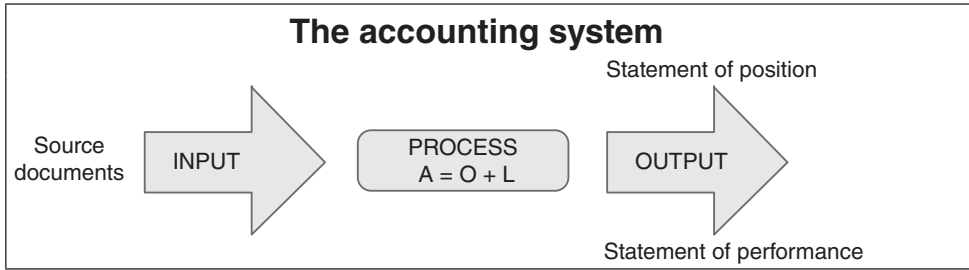 The accounting system
Statement of position
Source
documents
INPUT
PROCESS
A = O + L
OUTPUT
Statement of performance